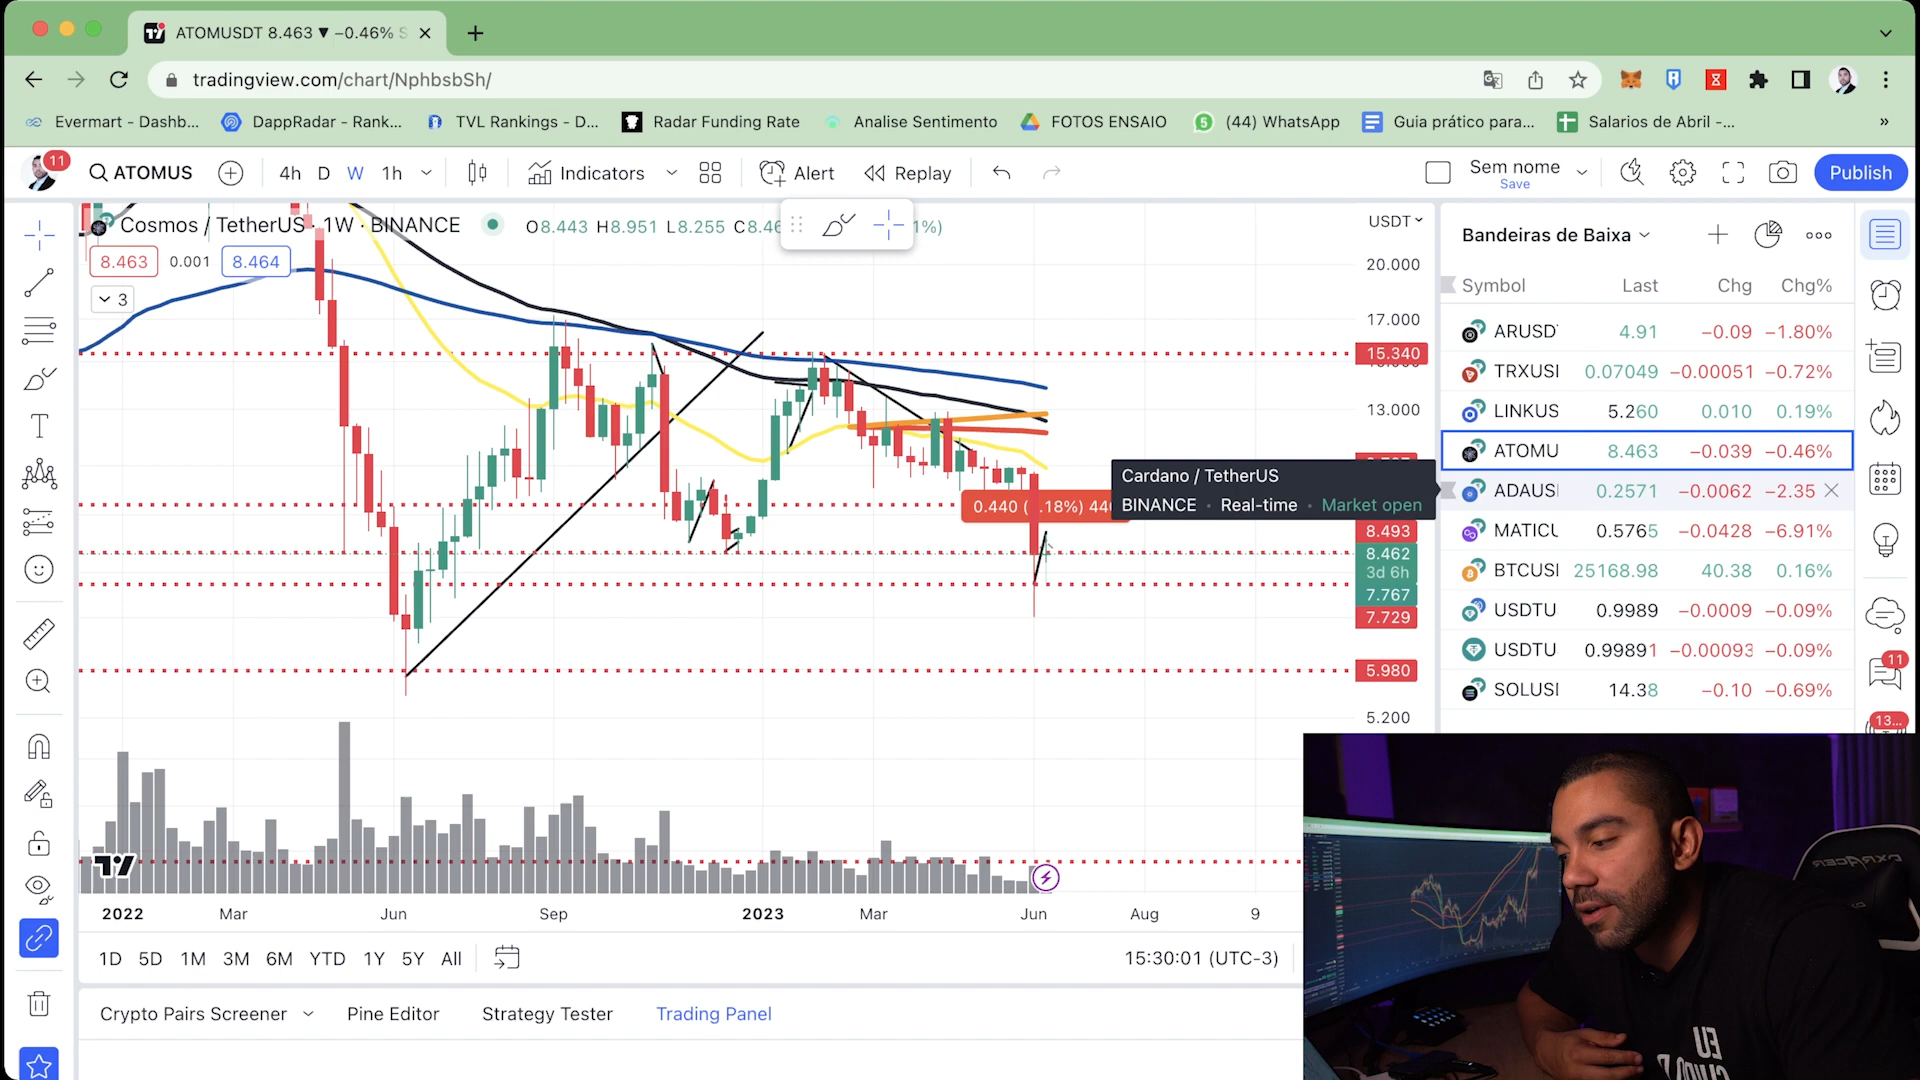 ATOMUSDT 8.463 ▼ −0.46% S
tradingview.com/chart/NphbsbSh/
Evermart - Dashb...
DappRadar - Rank...
TVL Rankings - D...
Radar Funding Rate
Analise Sentimento
FOTOS ENSAIO
(44) WhatsApp
Guia prático para...
Salarios de Abril -...
»
11
ATOMUS
4h D W 1h
Indicators
Alert
Replay
Sem nome
Save
Publish
Cosmos / TetherUS · 1W · BINANCE
O8.443 H8.951 L8.255 C8.46
1%)
8.463
0.001
8.464
3
USDT
20.000
17.000
15.340
13.000
8.493
8.462
3d 6h
7.767
7.729
5.980
5.200
Cardano / TetherUS
BINANCE · Real-time · Market open
Bandeiras de Baixa
Symbol Last Chg Chg%
ARUSD 4.91 −0.09 −1.80%
TRXUSI 0.07049 −0.00051 −0.72%
LINKUS 5.260 0.010 0.19%
ATOMU 8.463 −0.039 −0.46%
ADAUSI 0.2571 −0.0062 −2.35
MATICU 0.5765 −0.0428 −6.91%
BTCUSI 25168.98 40.38 0.16%
USDTU 0.9989 −0.0009 −0.09%
USDTU 0.99891 −0.00093 −0.09%
SOLUSI 14.38 −0.10 −0.69%
11
13...
2022 Mar Jun Sep 2023 Mar Jun Aug 9
1D 5D 1M 3M 6M YTD 1Y 5Y All
15:30:01 (UTC-3)
Crypto Pairs Screener
Pine Editor
Strategy Tester
Trading Panel
EU